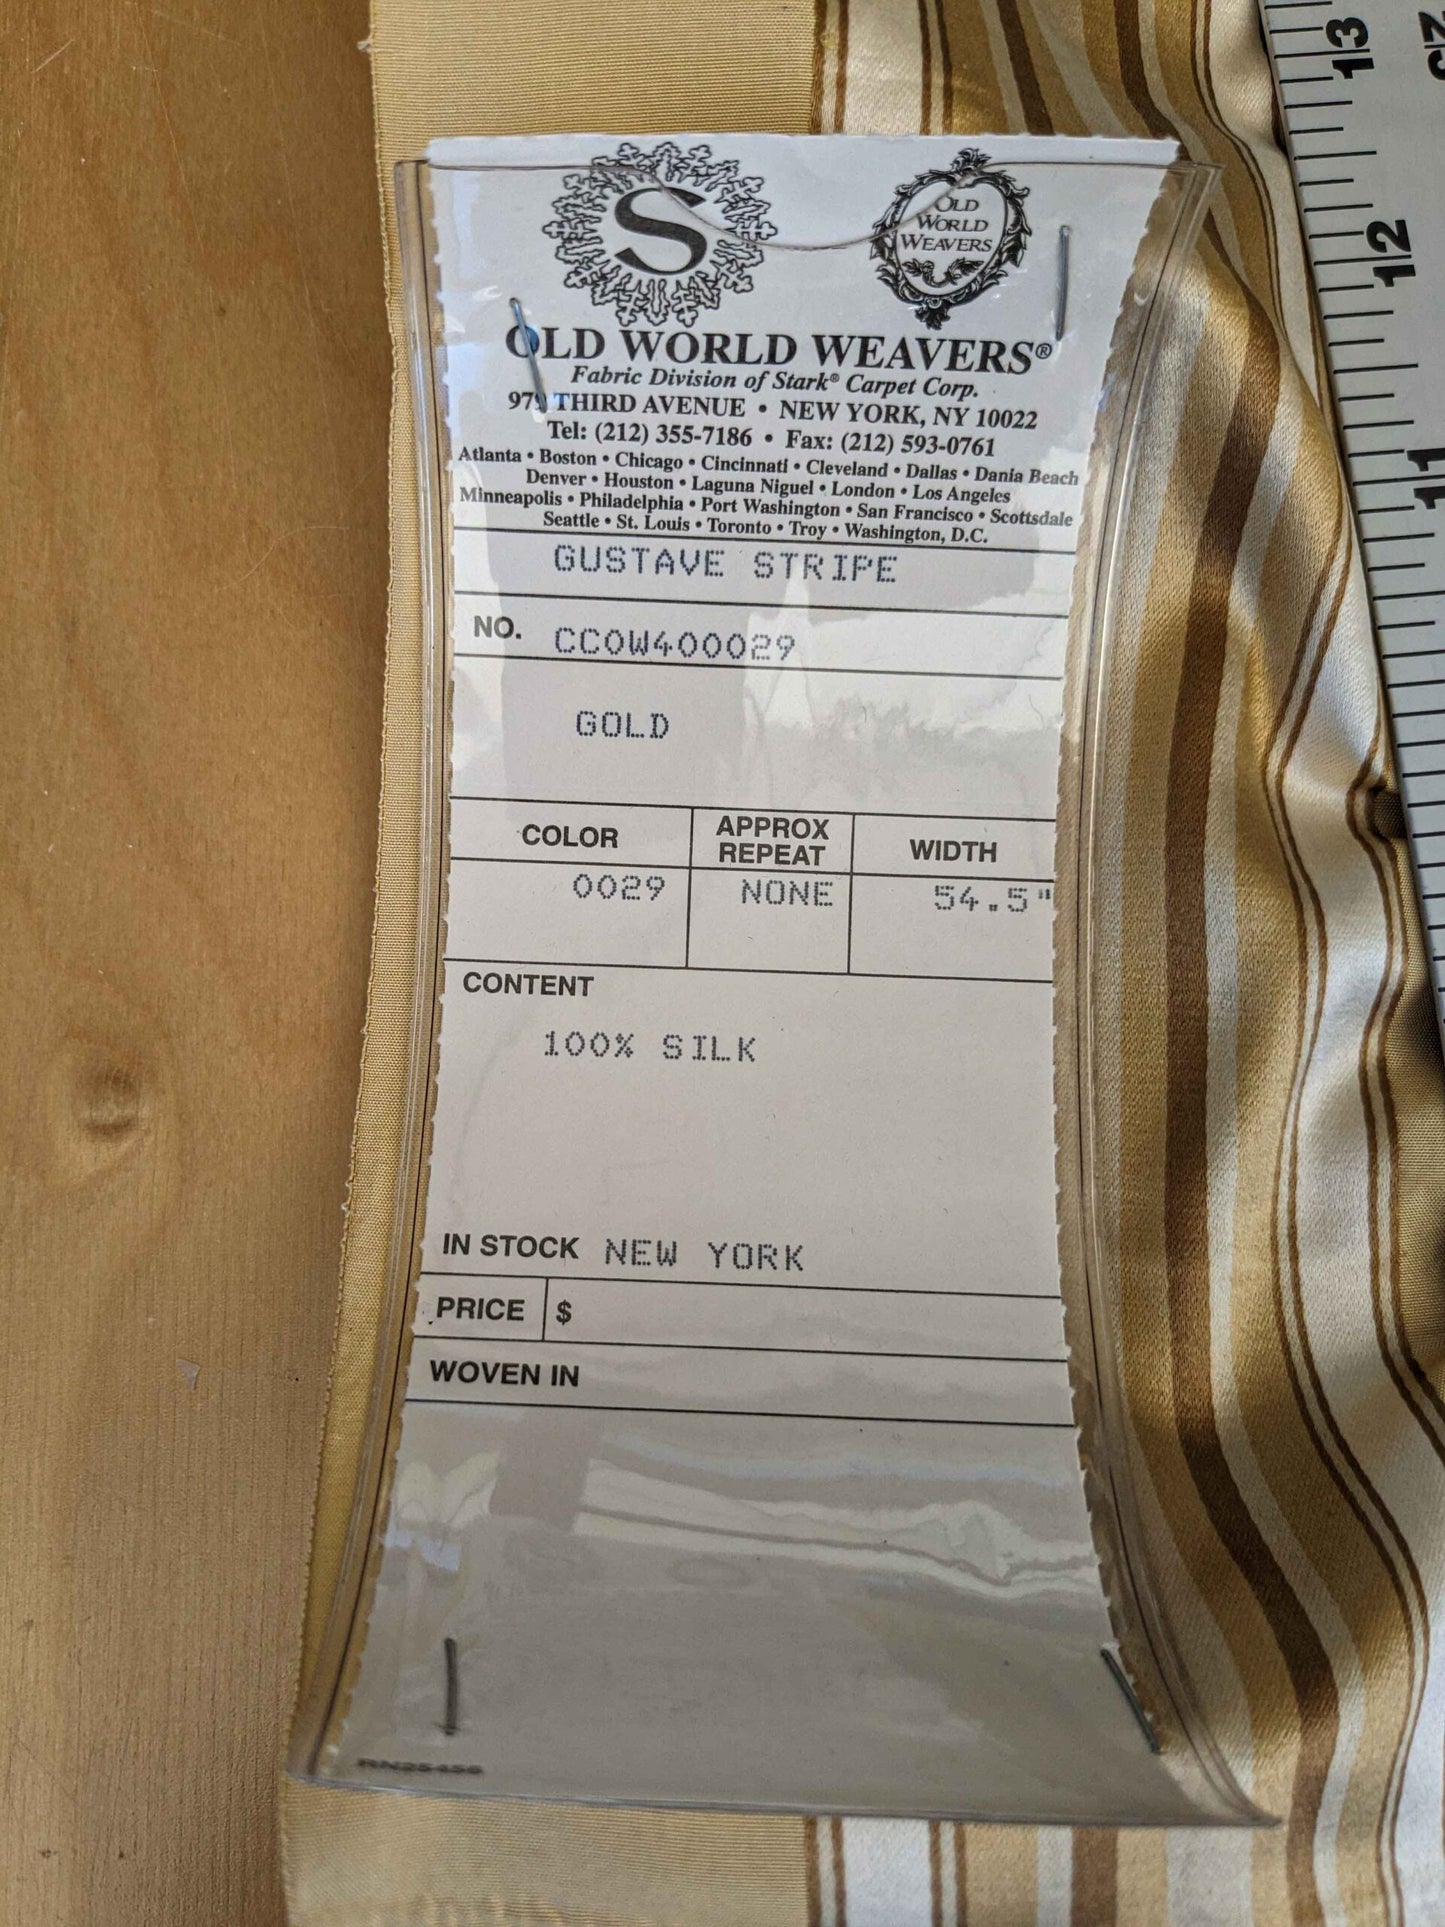 S
OLD
WORLD
WEAVERS
OLD WORLD WEAVERS®
Fabric Division of Stark® Carpet Corp.
979 THIRD AVENUE • NEW YORK, NY 10022
Tel: (212) 355-7186 • Fax: (212) 593-0761
Atlanta • Boston • Chicago • Cincinnati • Cleveland • Dallas • Dania Beach
Denver • Houston • Laguna Niguel • London • Los Angeles
Minneapolis • Philadelphia • Port Washington • San Francisco • Scottsdale
Seattle • St. Louis • Toronto • Troy • Washington, D.C.
GUSTAVE STRIPE
NO. CCOW400029
GOLD
COLOR APPROX REPEAT WIDTH
0029 NONE 54.5"
CONTENT
100% SILK
IN STOCK NEW YORK
PRICE $
WOVEN IN
RN25456
13
12
11